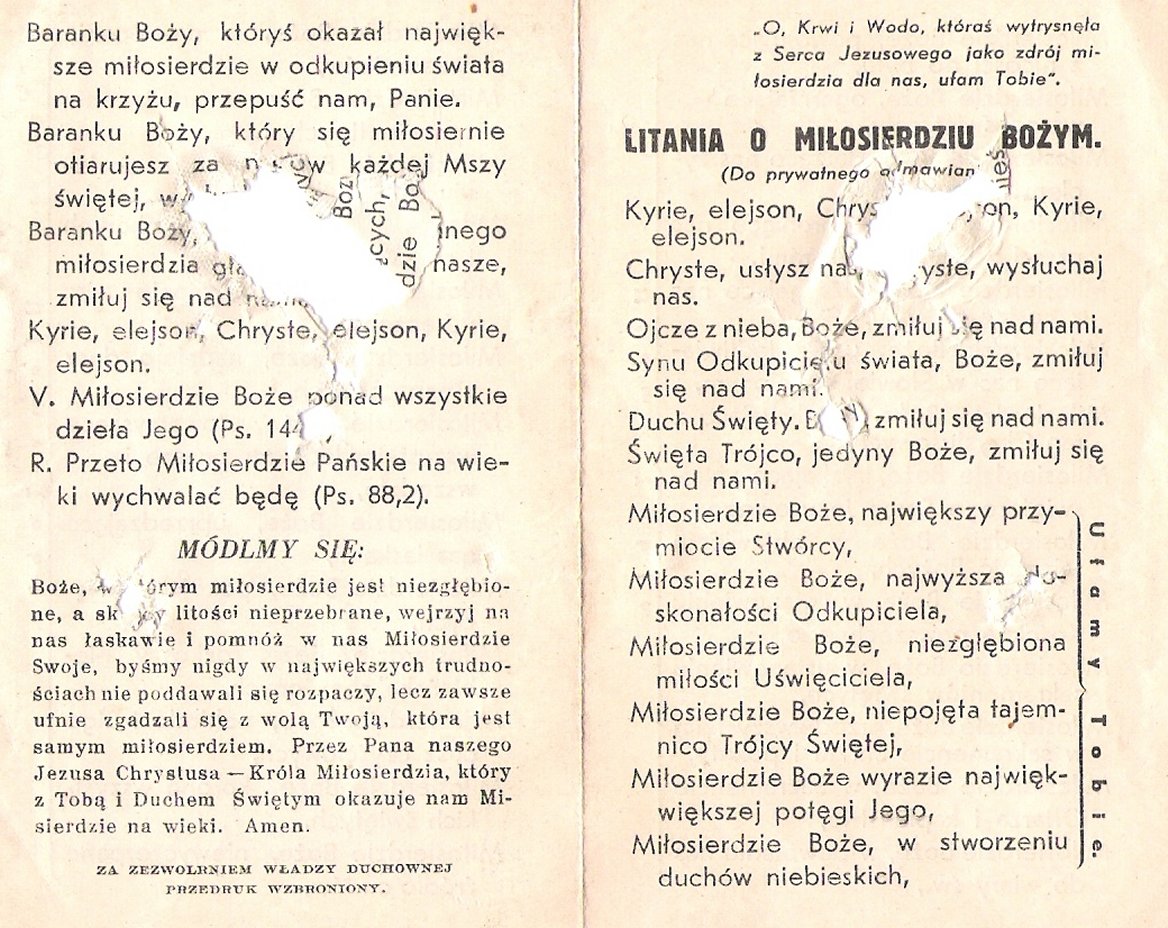 Baranku Boży, któryś okazał najwięk-
sze miłosierdzie w odkupieniu świata
na krzyżu, przepuść nam, Panie.
Baranku Boży, który się miłosiernie
ofiarujesz za w każdej Mszy
świętej,
Baranku Boży,
miłosierdzia nasze,
zmiłuj się nad
Kyrie, elejson, Chryste, elejson, Kyrie,
elejson.
V. Miłosierdzie Boże ponad wszystkie
dzieła Jego (Ps.
R. Przeto Miłosierdzie Pańskie na wie-
ki wychwalać będę (Ps. 88,2).
MÓDLMY SIĘ:
Boże, miłosierdzie jest niezgłębio-
ne, a litości nieprzebrane, wejrzyj na
nas łaskawie i pomnóż w nas Miłosierdzie
Swoje, byśmy nigdy w największych trudno-
ściach nie poddawali się rozpaczy, lecz zawsze
ufnie zgadzali się z wolą Twoją, która jest
samym miłosierdziem. Przez Pana naszego
Jezusa Chrystusa — Króla Miłosierdzia, który
z Tobą i Duchem Świętym okazuje nam Mi-
sierdzie na wieki. Amen.
ZA ZEZWOLENIEM WŁADZY DUCHOWNEJ
PRZEDRUK WZBRONIONY.
„O, Krwi i Wodo, któraś wytrysnęła
z Serca Jezusowego jako zdrój mi-
łosierdzia dla nas, ufam Tobie".
LITANIA O MIŁOSIERDZIU BOŻYM.
(Do prywatnego
Kyrie, elejson, Kyrie,
elejson.
Chryste, usłysz wysłuchaj
nas.
Ojcze z nieba, Boże, zmiłuj się nad nami.
Synu Odkupicielu świata, Boże, zmiłuj
się nad nami.
Duchu Święty. zmiłuj się nad nami.
Święta Trójco, jedyny Boże, zmiłuj się
nad nami.
Miłosierdzie Boże, największy przy-
miocie Stwórcy,
Miłosierdzie Boże, najwyższa do-
skonałości Odkupiciela,
Miłosierdzie Boże, niezgłębiona
miłości Uświęciciela,
Miłosierdzie Boże, niepojęta tajem-
nico Trójcy Świętej,
Miłosierdzie Boże wyrazie najwięk-
większej potęgi Jego,
Miłosierdzie Boże, w stworzeniu
duchów niebieskich,
Ufamy Tobie.